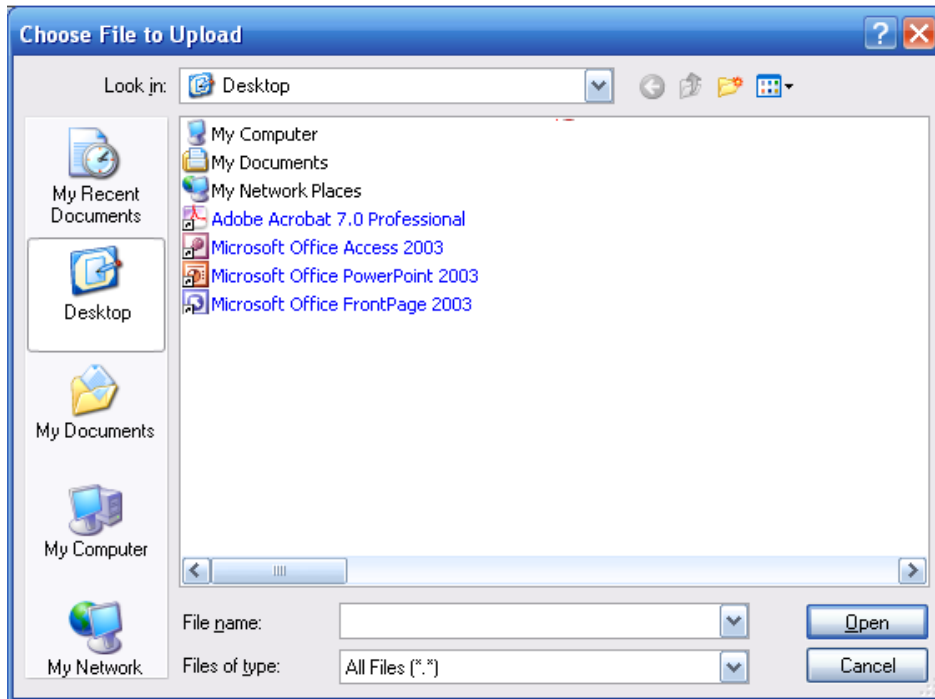 Choose File to Upload
Look in: Desktop
My Recent
Documents
Desktop
My Documents
My Computer
My Network
My Computer
My Documents
My Network Places
Adobe Acrobat 7.0 Professional
Microsoft Office Access 2003
Microsoft Office PowerPoint 2003
Microsoft Office FrontPage 2003
File name:
Open
Files of type: All Files (*.*)
Cancel